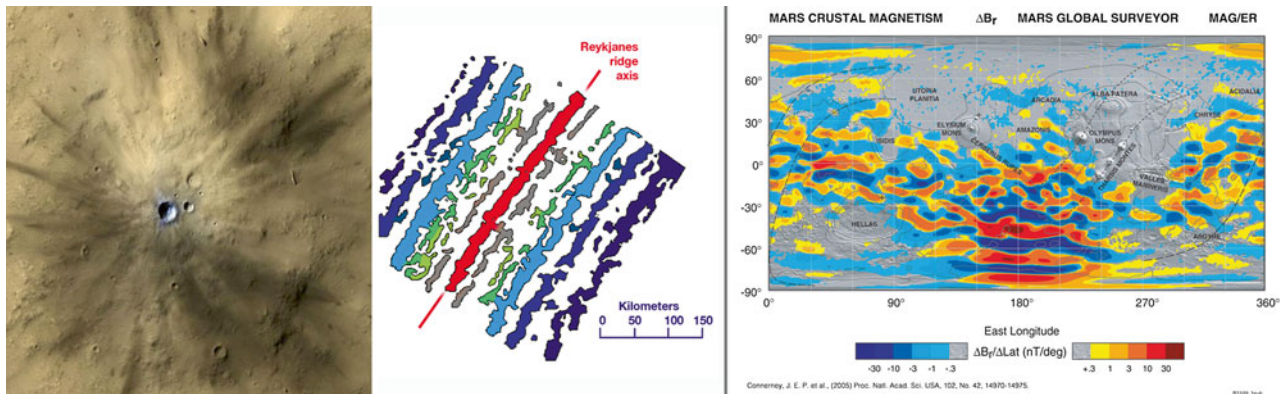 Reykjanes
ridge
axis
Kilometers
0 50 100 150
MARS CRUSTAL MAGNETISM ΔBr MARS GLOBAL SURVEYOR MAG/ER
90°
60°
30°
0
-30°
-60°
-90°
UTOPIA
PLANITIA
ARCADIA
ALBA PATERA
ACIDALIA
ELYSIUM
MONS
AMAZONIS
OLYMPUS
MONS
CHRYSE
ISIDIS
CERBERUS RUPES
THARSIS MONTES
VALLES
MARINERIS
HELLAS
ARGYRE
0° 90° 180° 270° 360°
East Longitude
ΔBr/ΔLat (nT/deg)
-30 -10 -3 -1 -.3 +.3 1 3 10 30
Connerney, J. E. P. et al., (2005) Proc. Natl. Acad. Sci. USA, 102, No. 42, 14970-14975.